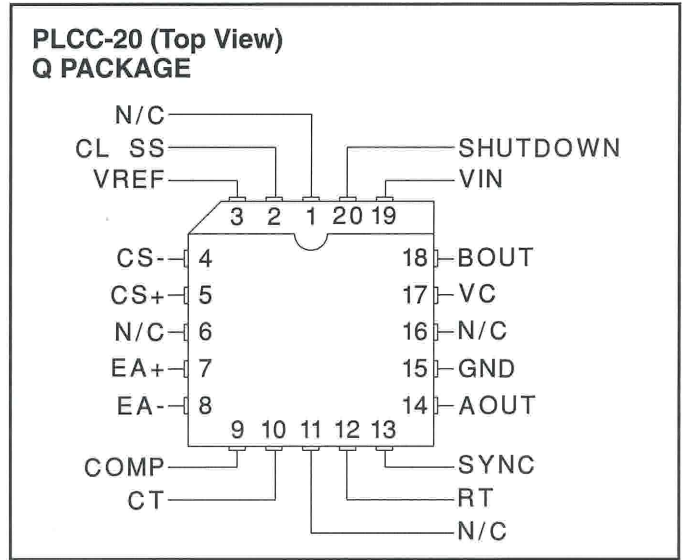 PLCC-20 (Top View)
Q PACKAGE
N/C
CL SS
SHUTDOWN
VREF
VIN
3 2 1 20 19
CS- 4
18 BOUT
CS+ 5
17 VC
N/C 6
16 N/C
EA+ 7
15 GND
EA- 8
14 AOUT
9 10 11 12 13
COMP
SYNC
CT
RT
N/C